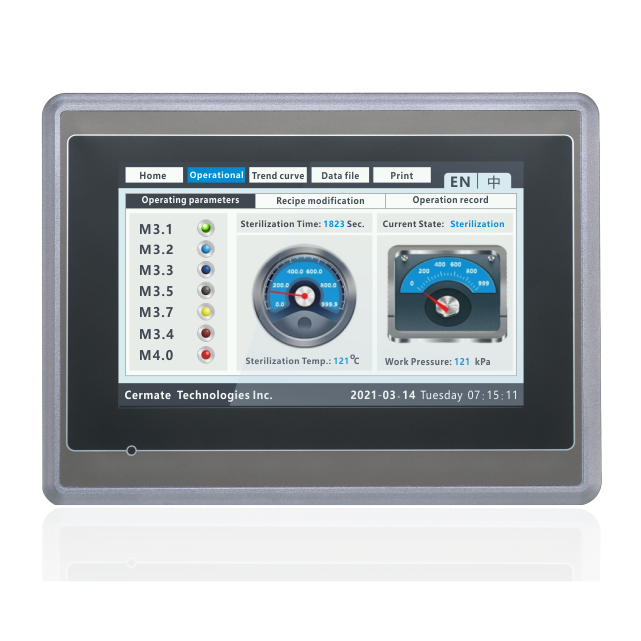 Home Operational Trend curve Data file Print EN 中
Operating parameters Recipe modification Operation record
M3.1
M3.2
M3.3
M3.5
M3.7
M3.4
M4.0
Sterilization Time: 1823 Sec.
400.0 600.0
200.0 800.0
0.0 999.9
Sterilization Temp.: 121℃
Current State: Sterilization
400 600
200 800
0 999
Work Pressure: 121 kPa
Cermate Technologies Inc. 2021-03-14 Tuesday 07:15:11